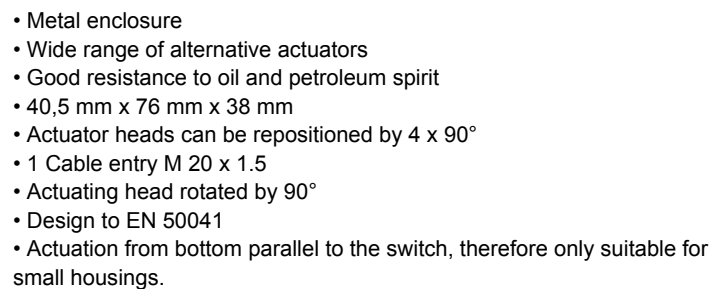 • Metal enclosure
• Wide range of alternative actuators
• Good resistance to oil and petroleum spirit
• 40,5 mm x 76 mm x 38 mm
• Actuator heads can be repositioned by 4 x 90°
• 1 Cable entry M 20 x 1.5
• Actuating head rotated by 90°
• Design to EN 50041
• Actuation from bottom parallel to the switch, therefore only suitable for
small housings.